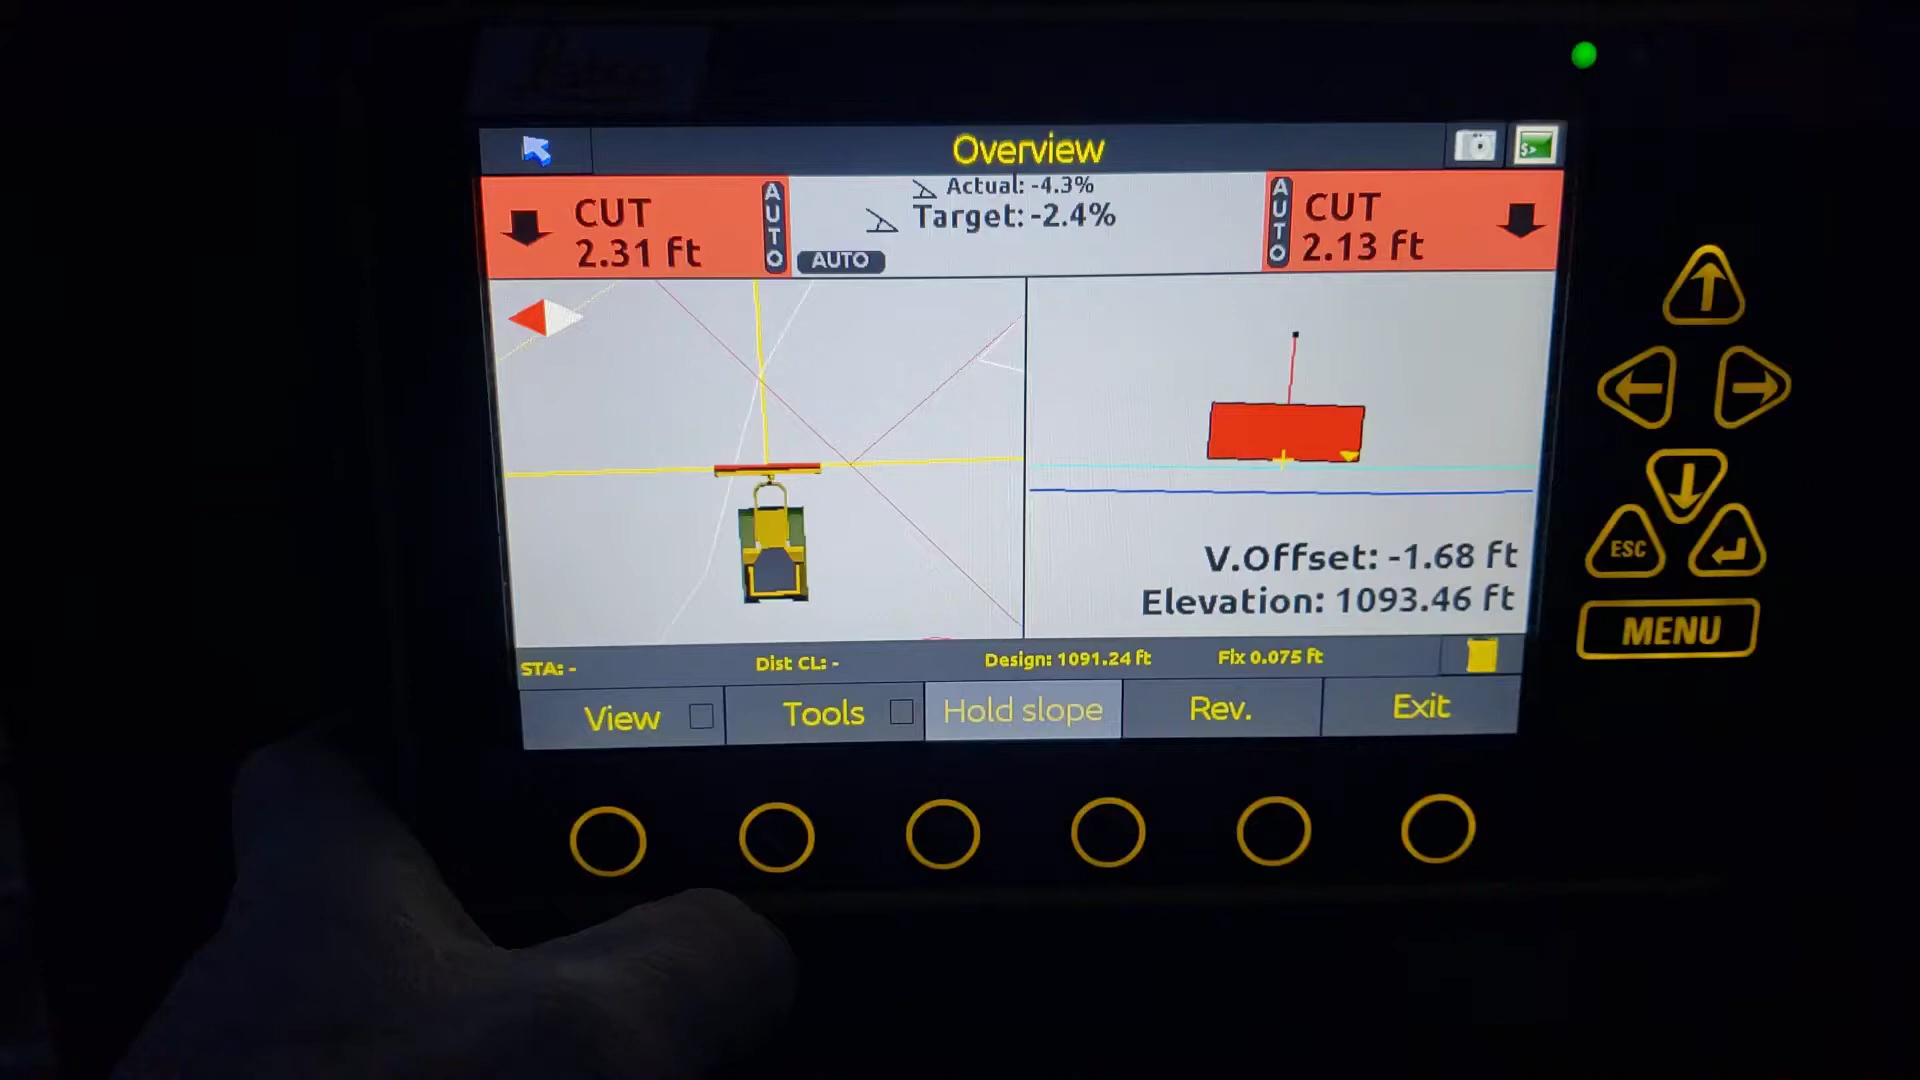 Overview
CUT
2.31 ft
AUTO
Actual: -4.3%
Target: -2.4%
AUTO
AUTO
CUT
2.13 ft
$>
V.Offset: -1.68 ft
Elevation: 1093.46 ft
STA: -
Dist CL: -
Design: 1091.24 ft
Fix 0.075 ft
View
Tools
Hold slope
Rev.
Exit
ESC
MENU